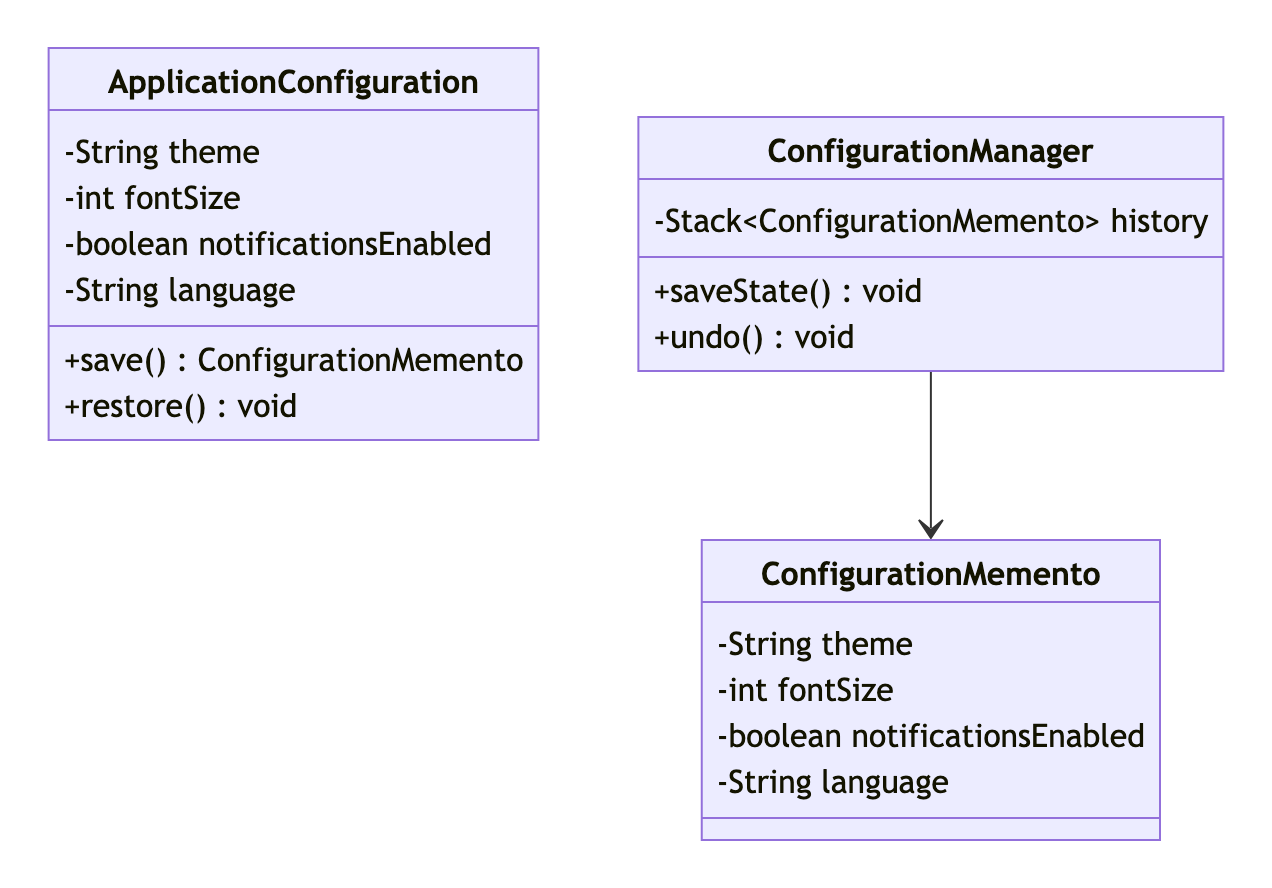 ApplicationConfiguration
-String theme
-int fontSize
-boolean notificationsEnabled
-String language
+save() : ConfigurationMemento
+restore() : void
ConfigurationManager
-Stack<ConfigurationMemento> history
+saveState() : void
+undo() : void
ConfigurationMemento
-String theme
-int fontSize
-boolean notificationsEnabled
-String language